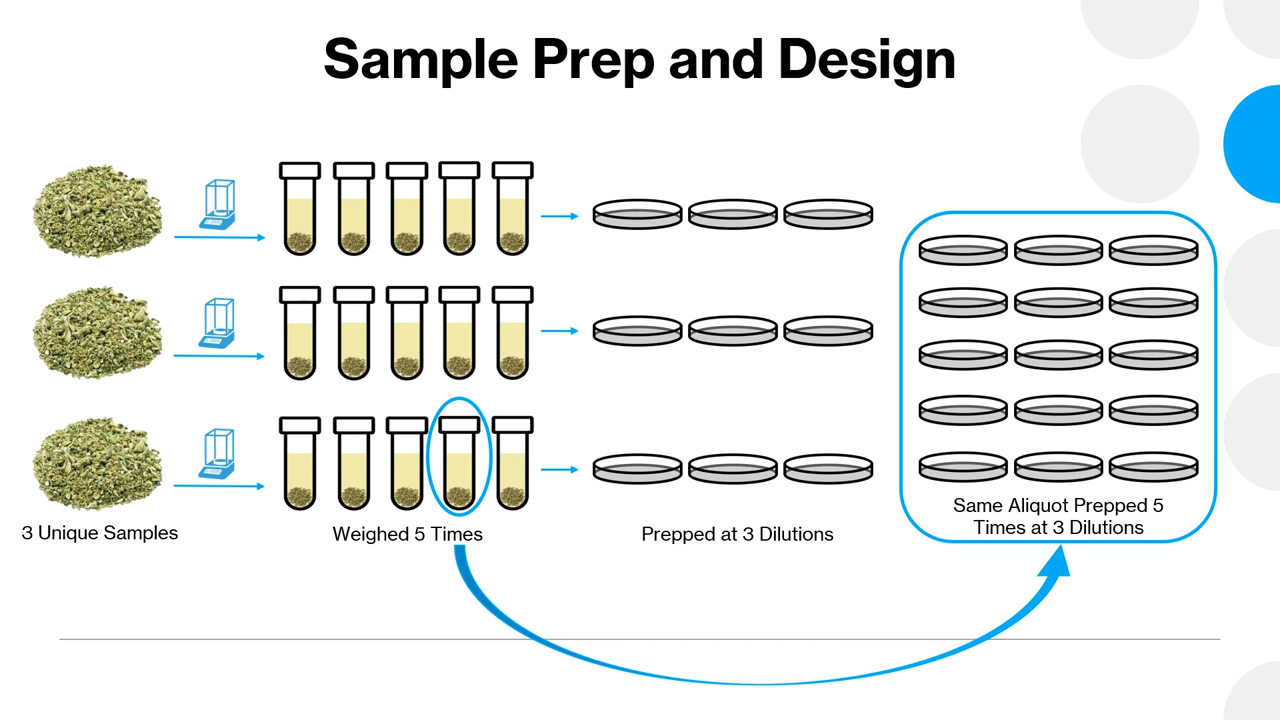 Sample Prep and Design
3 Unique Samples
Weighed 5 Times
Prepped at 3 Dilutions
Same Aliquot Prepped 5
Times at 3 Dilutions